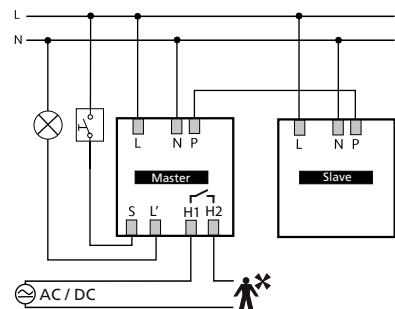 L
N
L N P
L N P
Master
Slave
S L' H1 H2
AC / DC